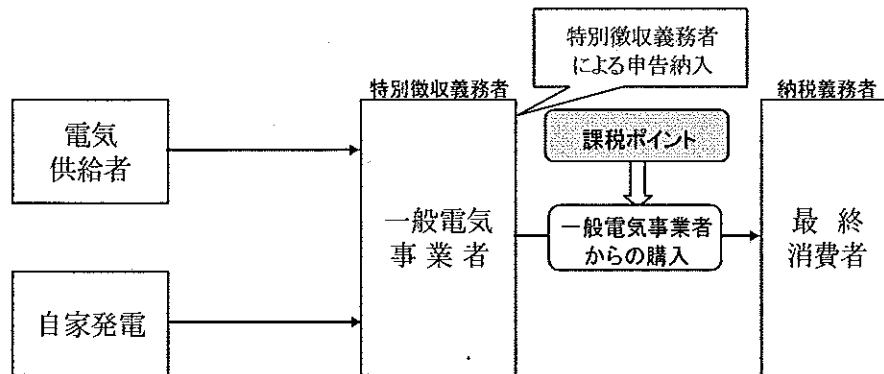 特別徴収義務者
による申告納入
特別徴収義務者
納税義務者
電気
供給者
課税ポイント
一般電気
事業者
一般電気事業者
からの購入
最終
消費者
自家発電